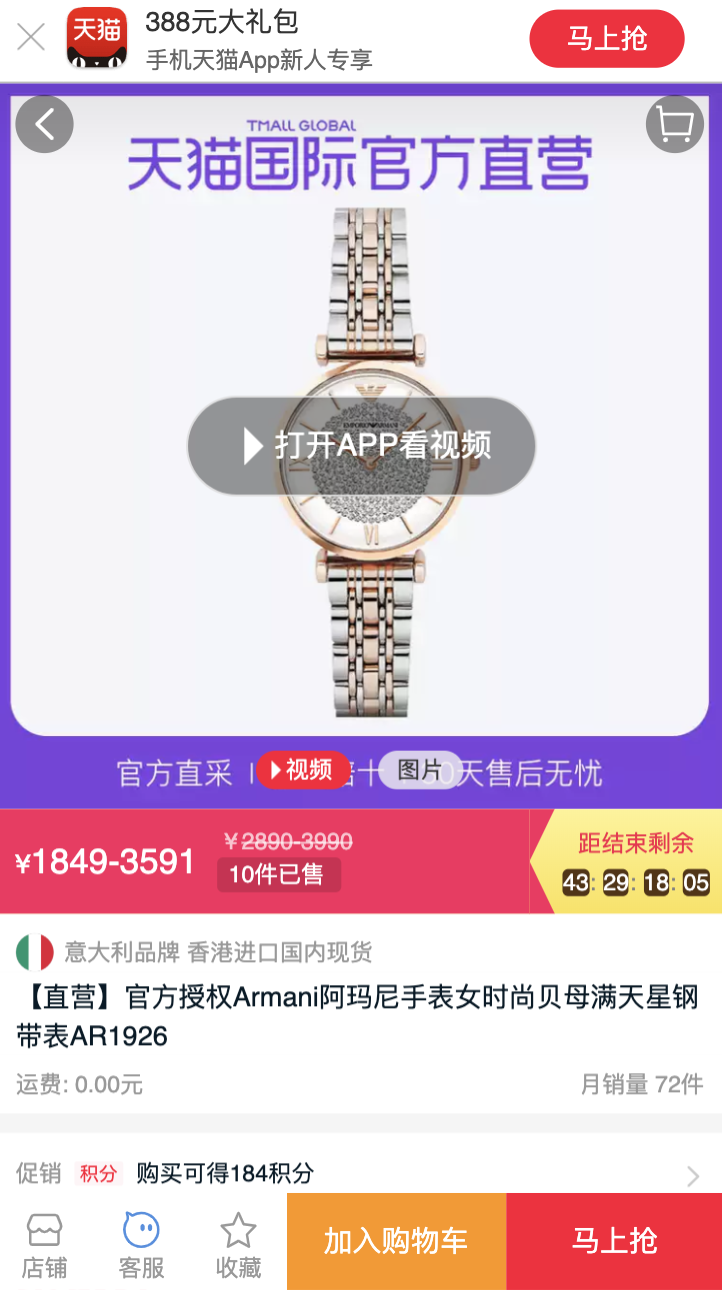 天猫
388元大礼包
手机天猫App新人专享
马上抢
TMALL GLOBAL
天猫国际官方直营
EMPORIO ARMANI
打开APP看视频
VI
官方直采
视频
十
图片
0天售后无忧
¥1849-3591
¥2890-3990
10件已售
距结束剩余
43: 29: 18: 05
意大利品牌 香港进口国内现货
【直营】官方授权Armani阿玛尼手表女时尚贝母满天星钢
带表AR1926
运费: 0.00元
月销量 72件
促销 积分 购买可得184积分
店铺
客服
收藏
加入购物车
马上抢